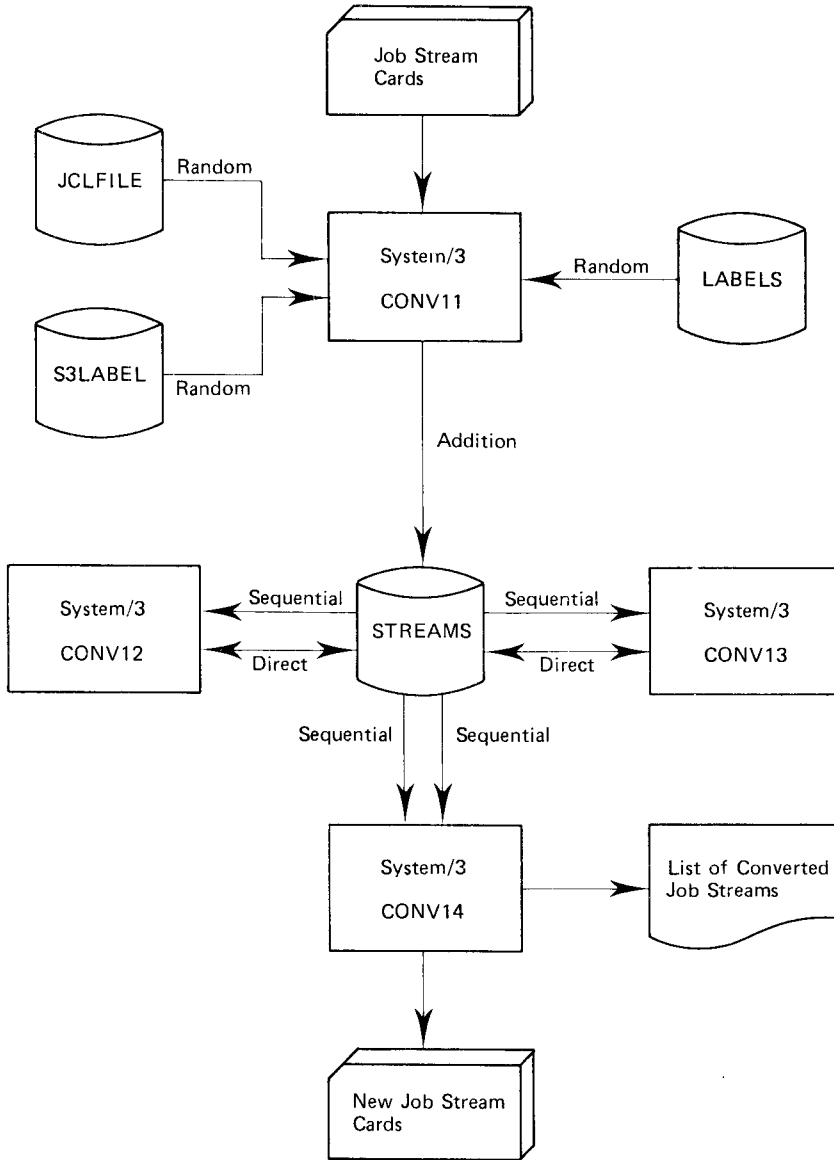 Job Stream
Cards
JCLFILE
Random
System/3
CONV11
Random
LABELS
S3LABEL
Random
Addition
System/3
CONV12
Sequential
Direct
STREAMS
Sequential
Direct
System/3
CONV13
Sequential
Sequential
System/3
CONV14
List of Converted
Job Streams
New Job Stream
Cards